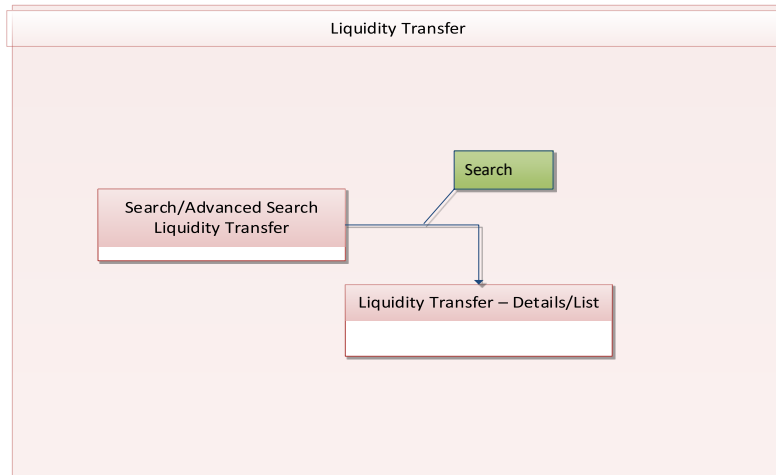 Liquidity Transfer
Search
Search/Advanced Search
Liquidity Transfer
Liquidity Transfer – Details/List